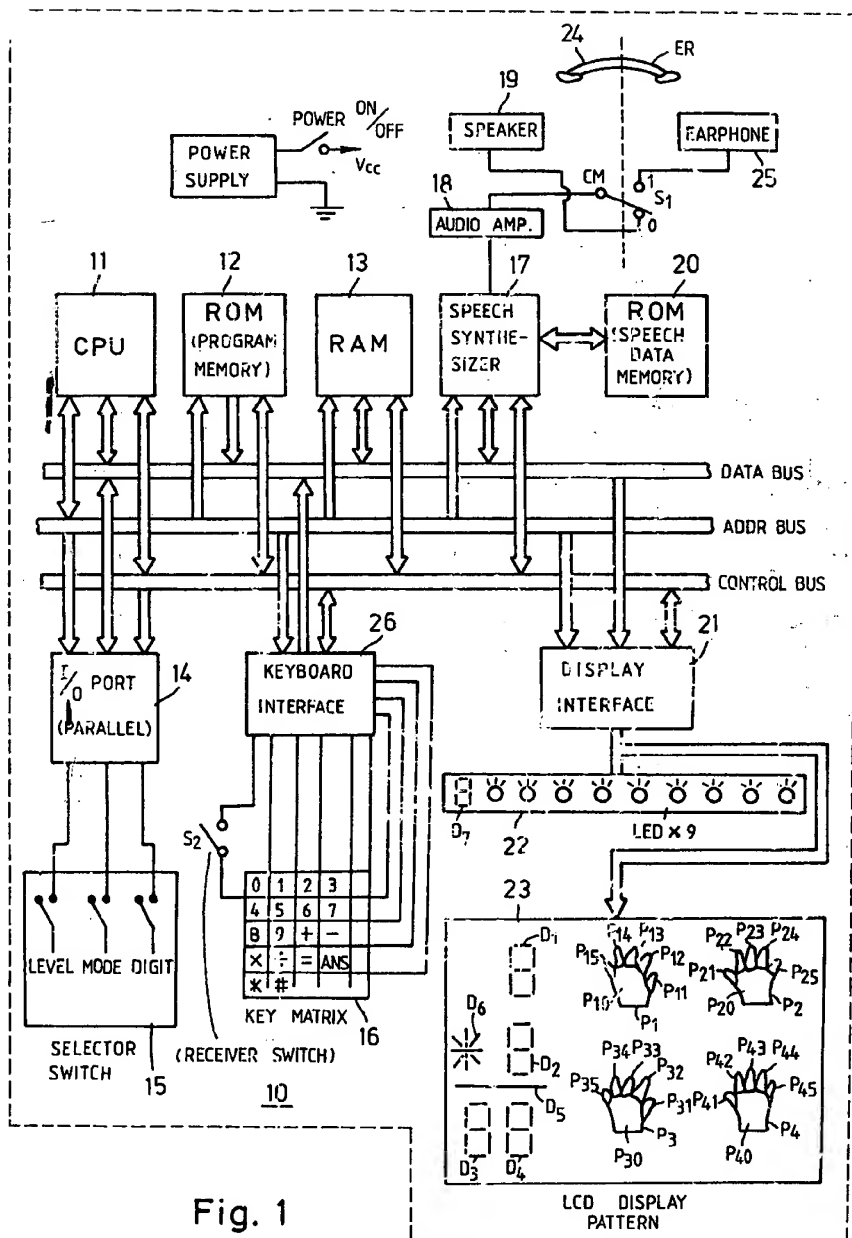 24
ER
19
SPEAKER
EARPHONE
25
POWER ON/OFF
POWER SUPPLY
Vcc
CM
1
S1
0
18
AUDIO AMP.
11
CPU
12
ROM
(PROGRAM
MEMORY)
13
RAM
17
SPEECH
SYNTHE-
SIZER
20
ROM
(SPEECH
DATA
MEMORY)
DATA BUS
ADDR BUS
CONTROL BUS
14
I/O PORT
(PARALLEL)
26
KEYBOARD
INTERFACE
21
DISPLAY
INTERFACE
D7
22
LED × 9
S2
0 1 2 3
4 5 6 7
8 9 + −
× ÷ = ANS
* #
KEY MATRIX
16
(RECEIVER SWITCH)
LEVEL MODE DIGIT
SELECTOR
SWITCH
15
10
23
D1
D6
D2
D5
D3
D4
P14 P13
P15 P12
P10 P11
P1
P22 P23 P24
P21 P25
P20 P2
P34 P33
P35 P32
P31
P30 P3
P42 P43 P44
P41 P45
P40 P4
LCD DISPLAY
PATTERN
Fig. 1